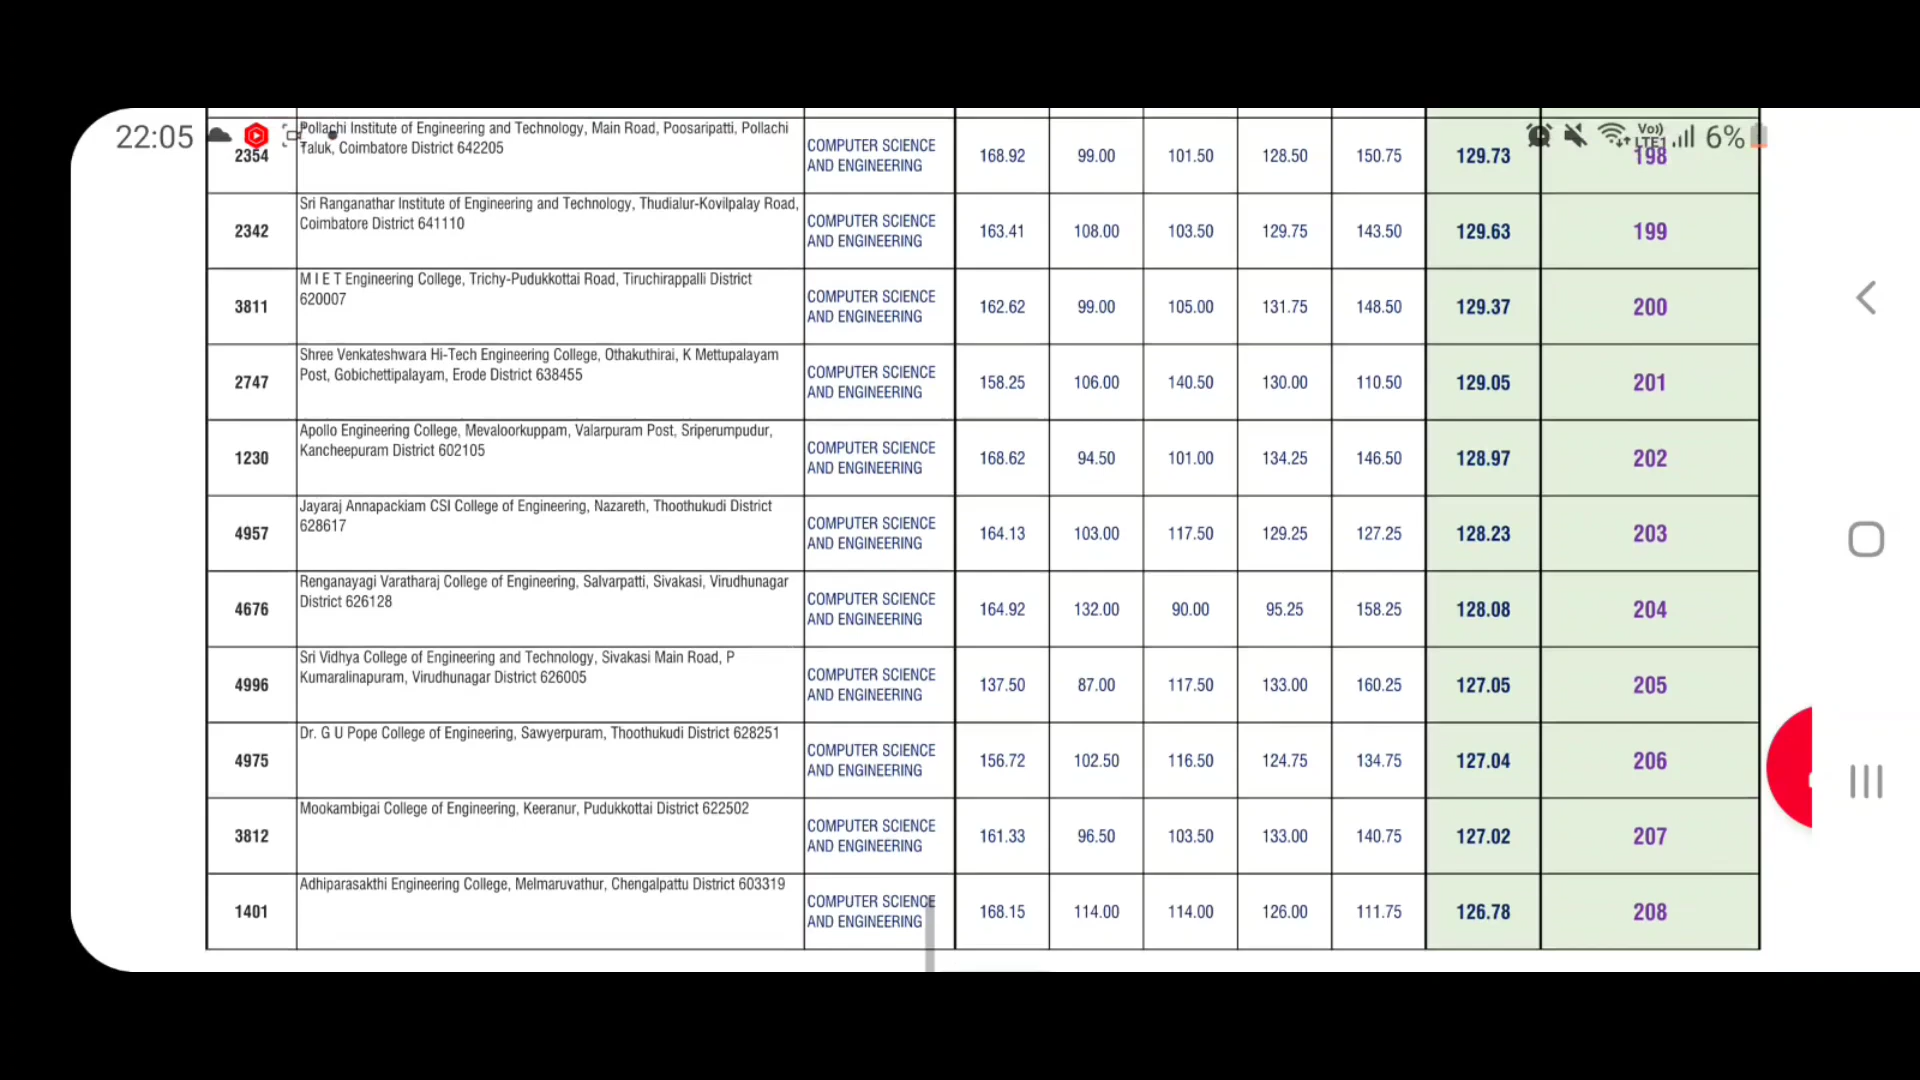 22:05
6%
2354 Pollachi Institute of Engineering and Technology, Main Road, Poosaripatti, Pollachi
Taluk, Coimbatore District 642205
COMPUTER SCIENCE
AND ENGINEERING
168.92 99.00 101.50 128.50 150.75 129.73 198
2342 Sri Ranganathar Institute of Engineering and Technology, Thudialur-Kovilpalay Road,
Coimbatore District 641110
COMPUTER SCIENCE
AND ENGINEERING
163.41 108.00 103.50 129.75 143.50 129.63 199
3811 M I E T Engineering College, Trichy-Pudukkottai Road, Tiruchirappalli District
620007
COMPUTER SCIENCE
AND ENGINEERING
162.62 99.00 105.00 131.75 148.50 129.37 200
2747 Shree Venkateshwara Hi-Tech Engineering College, Othakuthirai, K Mettupalayam
Post, Gobichettipalayam, Erode District 638455
COMPUTER SCIENCE
AND ENGINEERING
158.25 106.00 140.50 130.00 110.50 129.05 201
1230 Apollo Engineering College, Mevaloorkuppam, Valarpuram Post, Sriperumpudur,
Kancheepuram District 602105
COMPUTER SCIENCE
AND ENGINEERING
168.62 94.50 101.00 134.25 146.50 128.97 202
4957 Jayaraj Annapackiam CSI College of Engineering, Nazareth, Thoothukudi District
628617
COMPUTER SCIENCE
AND ENGINEERING
164.13 103.00 117.50 129.25 127.25 128.23 203
4676 Renganayagi Varatharaj College of Engineering, Salvarpatti, Sivakasi, Virudhunagar
District 626128
COMPUTER SCIENCE
AND ENGINEERING
164.92 132.00 90.00 95.25 158.25 128.08 204
4996 Sri Vidhya College of Engineering and Technology, Sivakasi Main Road, P
Kumaralinapuram, Virudhunagar District 626005
COMPUTER SCIENCE
AND ENGINEERING
137.50 87.00 117.50 133.00 160.25 127.05 205
4975 Dr. G U Pope College of Engineering, Sawyerpuram, Thoothukudi District 628251
COMPUTER SCIENCE
AND ENGINEERING
156.72 102.50 116.50 124.75 134.75 127.04 206
3812 Mookambigai College of Engineering, Keeranur, Pudukkottai District 622502
COMPUTER SCIENCE
AND ENGINEERING
161.33 96.50 103.50 133.00 140.75 127.02 207
1401 Adhiparasakthi Engineering College, Melmaruvathur, Chengalpattu District 603319
COMPUTER SCIENCE
AND ENGINEERING
168.15 114.00 114.00 126.00 111.75 126.78 208